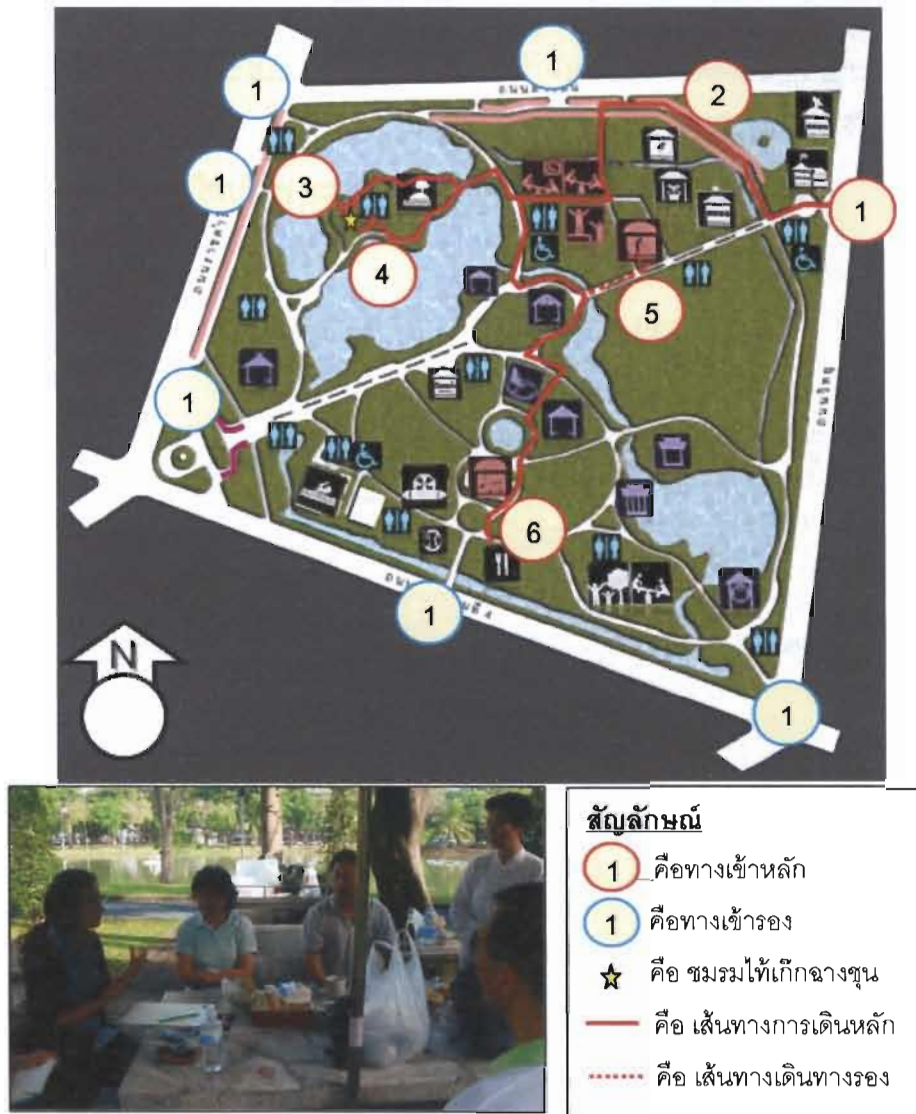 1
1
2
1
3
1
4
5
1
6
1
1
N
สัญลักษณ์
1 คือทางเข้าหลัก
1 คือทางเข้ารอง
คือ ชมรมไท้เก๊กฉางชุน
คือ เส้นทางการเดินหลัก
คือ เส้นทางเดินทางรอง